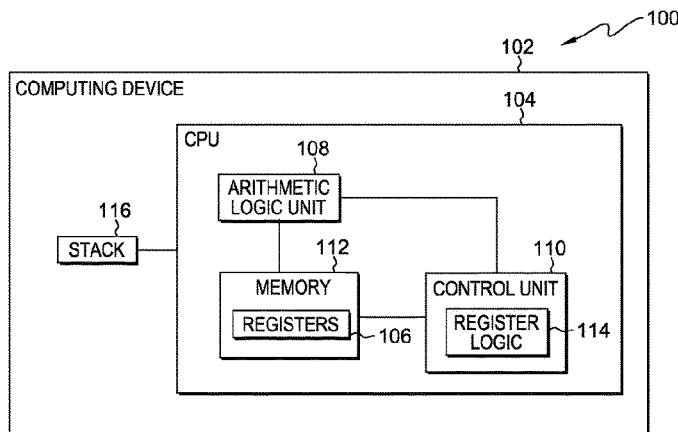 100
102
COMPUTING DEVICE
104
CPU
108
ARITHMETIC
LOGIC UNIT
116
STACK
112
MEMORY
REGISTERS
106
110
CONTROL UNIT
REGISTER
LOGIC
114